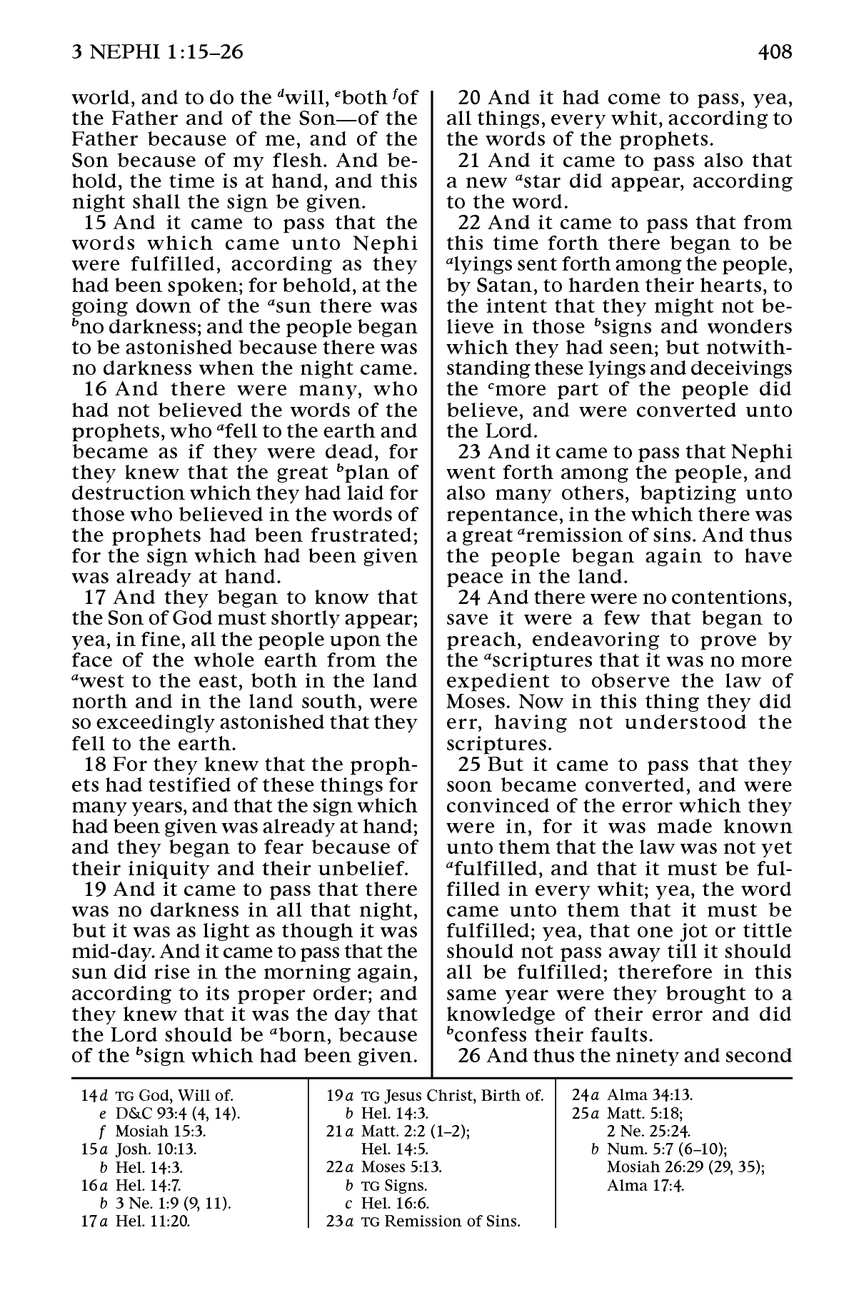 3 NEPHI 1:15–26
408
world, and to do the dwill, eboth fof
the Father and of the Son—of the
Father because of me, and of the
Son because of my flesh. And be-
hold, the time is at hand, and this
night shall the sign be given.
15 And it came to pass that the
words which came unto Nephi
were fulfilled, according as they
had been spoken; for behold, at the
going down of the asun there was
bno darkness; and the people began
to be astonished because there was
no darkness when the night came.
16 And there were many, who
had not believed the words of the
prophets, who afell to the earth and
became as if they were dead, for
they knew that the great bplan of
destruction which they had laid for
those who believed in the words of
the prophets had been frustrated;
for the sign which had been given
was already at hand.
17 And they began to know that
the Son of God must shortly appear;
yea, in fine, all the people upon the
face of the whole earth from the
awest to the east, both in the land
north and in the land south, were
so exceedingly astonished that they
fell to the earth.
18 For they knew that the proph-
ets had testified of these things for
many years, and that the sign which
had been given was already at hand;
and they began to fear because of
their iniquity and their unbelief.
19 And it came to pass that there
was no darkness in all that night,
but it was as light as though it was
mid-day. And it came to pass that the
sun did rise in the morning again,
according to its proper order; and
they knew that it was the day that
the Lord should be aborn, because
of the bsign which had been given.
20 And it had come to pass, yea,
all things, every whit, according to
the words of the prophets.
21 And it came to pass also that
a new astar did appear, according
to the word.
22 And it came to pass that from
this time forth there began to be
alyings sent forth among the people,
by Satan, to harden their hearts, to
the intent that they might not be-
lieve in those bsigns and wonders
which they had seen; but notwith-
standing these lyings and deceivings
the cmore part of the people did
believe, and were converted unto
the Lord.
23 And it came to pass that Nephi
went forth among the people, and
also many others, baptizing unto
repentance, in the which there was
a great aremission of sins. And thus
the people began again to have
peace in the land.
24 And there were no contentions,
save it were a few that began to
preach, endeavoring to prove by
the ascriptures that it was no more
expedient to observe the law of
Moses. Now in this thing they did
err, having not understood the
scriptures.
25 But it came to pass that they
soon became converted, and were
convinced of the error which they
were in, for it was made known
unto them that the law was not yet
afulfilled, and that it must be ful-
filled in every whit; yea, the word
came unto them that it must be
fulfilled; yea, that one jot or tittle
should not pass away till it should
all be fulfilled; therefore in this
same year were they brought to a
knowledge of their error and did
bconfess their faults.
26 And thus the ninety and second
14d TG God, Will of.
e D&C 93:4 (4, 14).
f Mosiah 15:3.
15a Josh. 10:13.
b Hel. 14:3.
16a Hel. 14:7.
b 3 Ne. 1:9 (9, 11).
17a Hel. 11:20.
19a TG Jesus Christ, Birth of.
b Hel. 14:3.
21a Matt. 2:2 (1–2);
Hel. 14:5.
22a Moses 5:13.
b TG Signs.
c Hel. 16:6.
23a TG Remission of Sins.
24a Alma 34:13.
25a Matt. 5:18;
2 Ne. 25:24.
b Num. 5:7 (6–10);
Mosiah 26:29 (29, 35);
Alma 17:4.